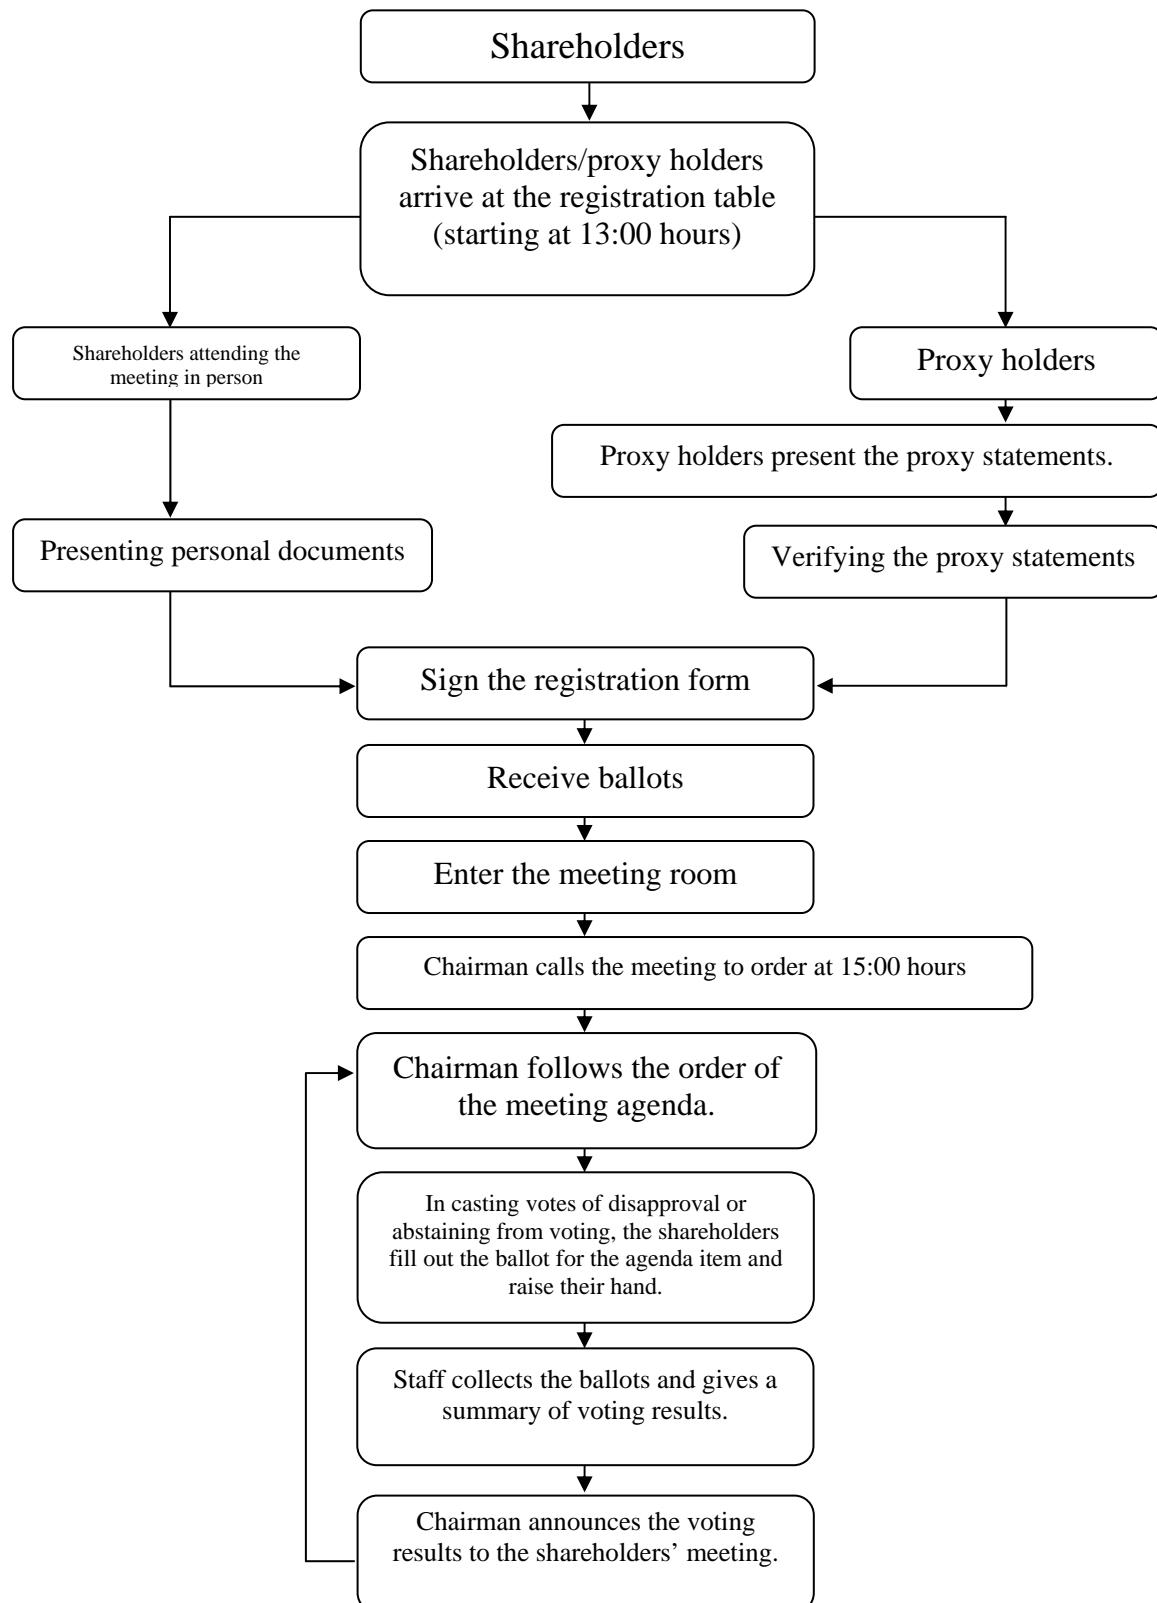 Shareholders
Shareholders/proxy holders
arrive at the registration table
(starting at 13:00 hours)
Shareholders attending the
meeting in person
Proxy holders
Proxy holders present the proxy statements.
Presenting personal documents
Verifying the proxy statements
Sign the registration form
Receive ballots
Enter the meeting room
Chairman calls the meeting to order at 15:00 hours
Chairman follows the order of
the meeting agenda.
In casting votes of disapproval or
abstaining from voting, the shareholders
fill out the ballot for the agenda item and
raise their hand.
Staff collects the ballots and gives a
summary of voting results.
Chairman announces the voting
results to the shareholders’ meeting.